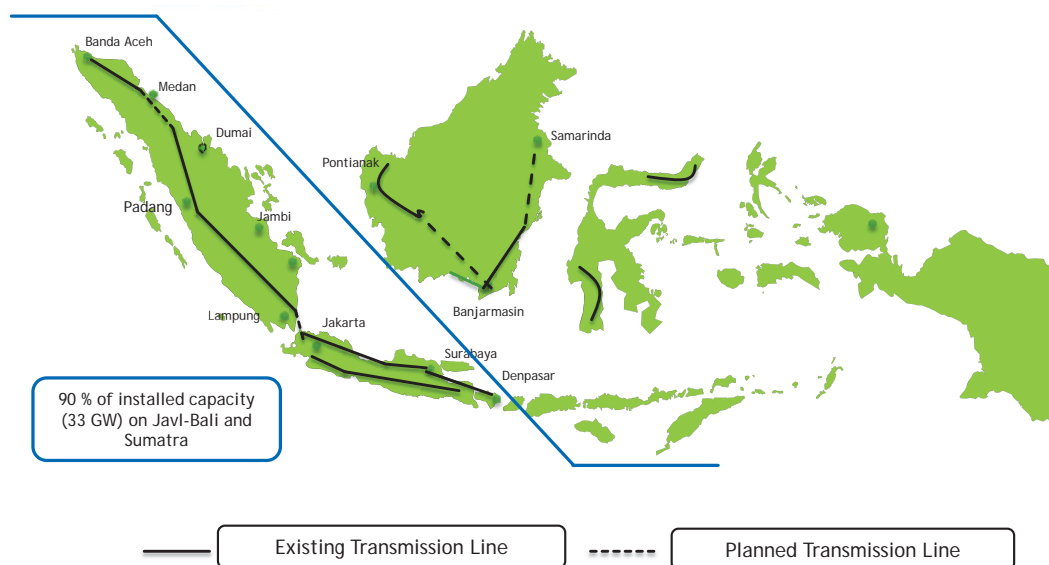 Banda Aceh
Medan
Dumai
Samarinda
Pontianak
Padang
Jambi
Lampung
Jakarta
Banjarmasin
Surabaya
Denpasar
90 % of installed capacity
(33 GW) on JavI-Bali and
Sumatra
Existing Transmission Line
Planned Transmission Line